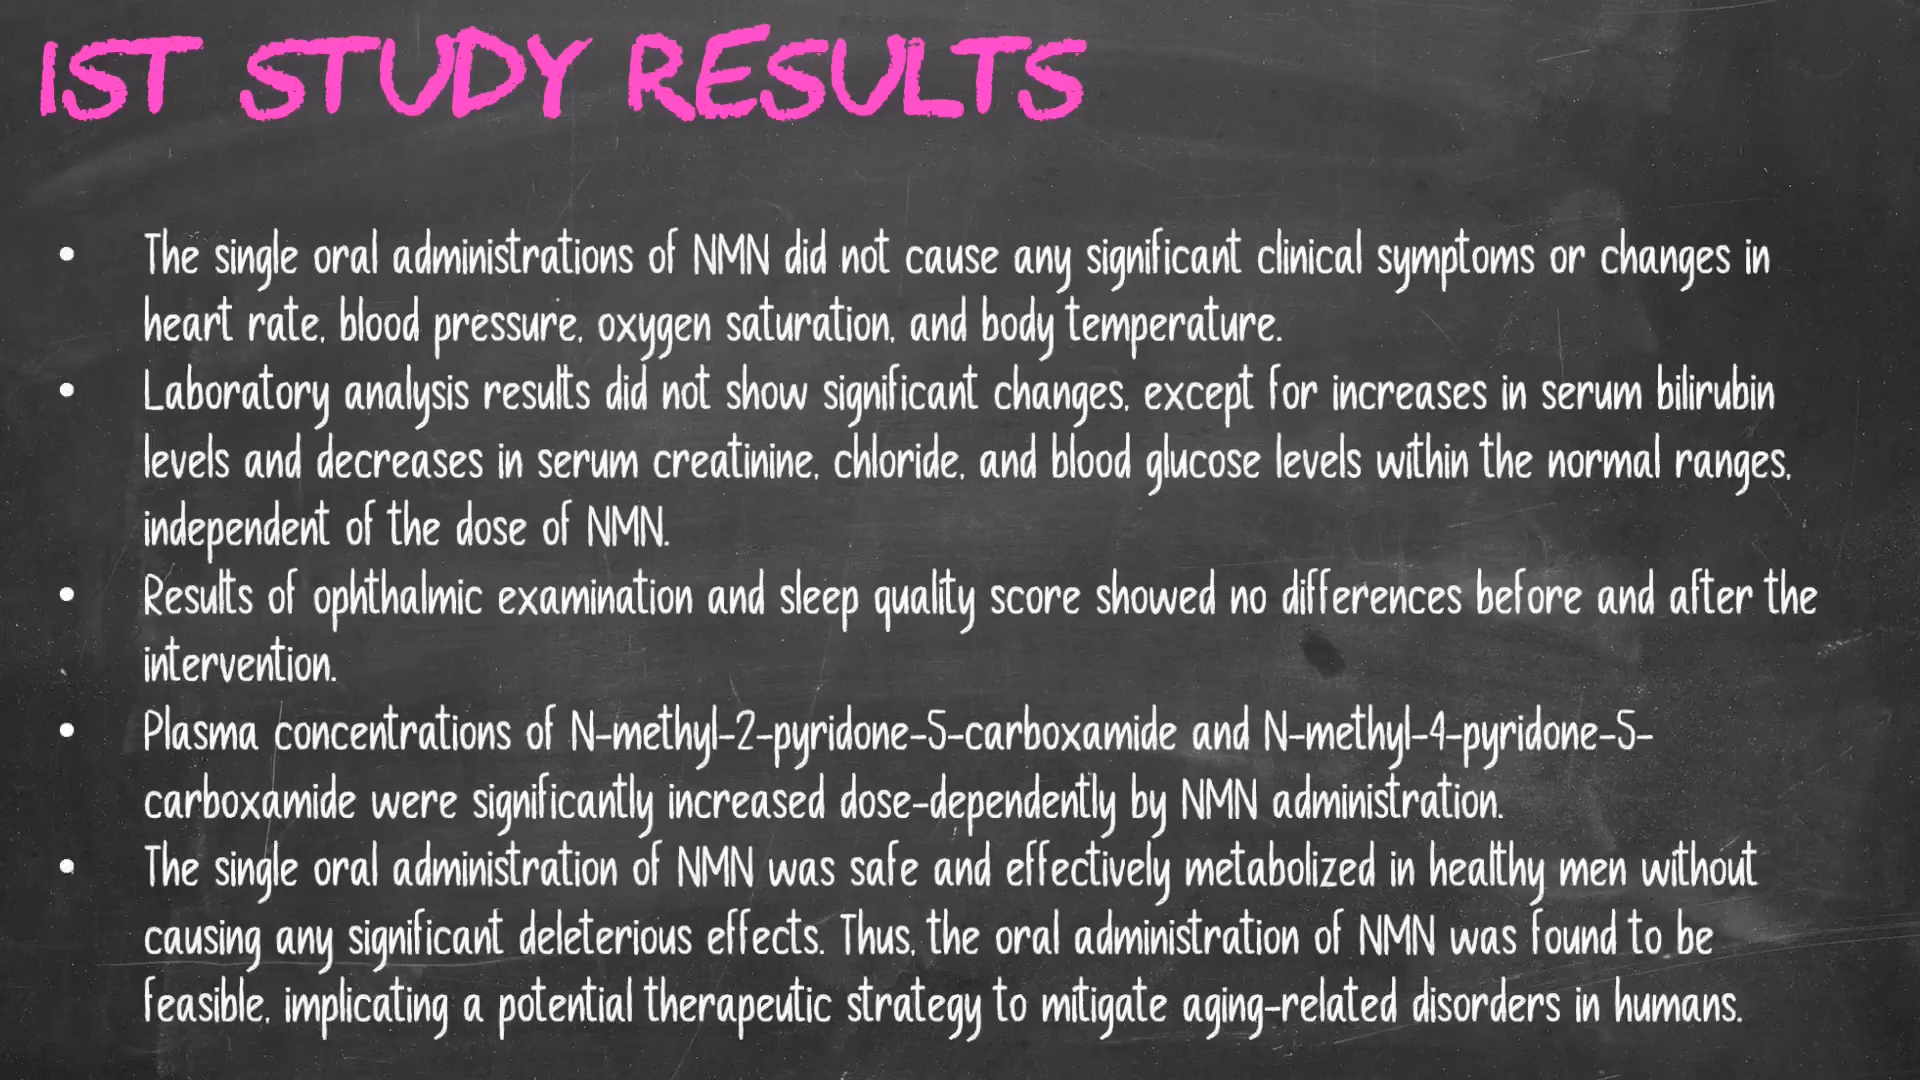 IST STUDY RESULTS
• The single oral administrations of NMN did not cause any significant clinical symptoms or changes in
heart rate, blood pressure, oxygen saturation, and body temperature.
• Laboratory analysis results did not show significant changes, except for increases in serum bilirubin
levels and decreases in serum creatinine, chloride, and blood glucose levels within the normal ranges,
independent of the dose of NMN.
• Results of ophthalmic examination and sleep quality score showed no differences before and after the
intervention.
• Plasma concentrations of N-methyl-2-pyridone-5-carboxamide and N-methyl-4-pyridone-5-
carboxamide were significantly increased dose-dependently by NMN administration.
• The single oral administration of NMN was safe and effectively metabolized in healthy men without
causing any significant deleterious effects. Thus, the oral administration of NMN was found to be
feasible, implicating a potential therapeutic strategy to mitigate aging-related disorders in humans.